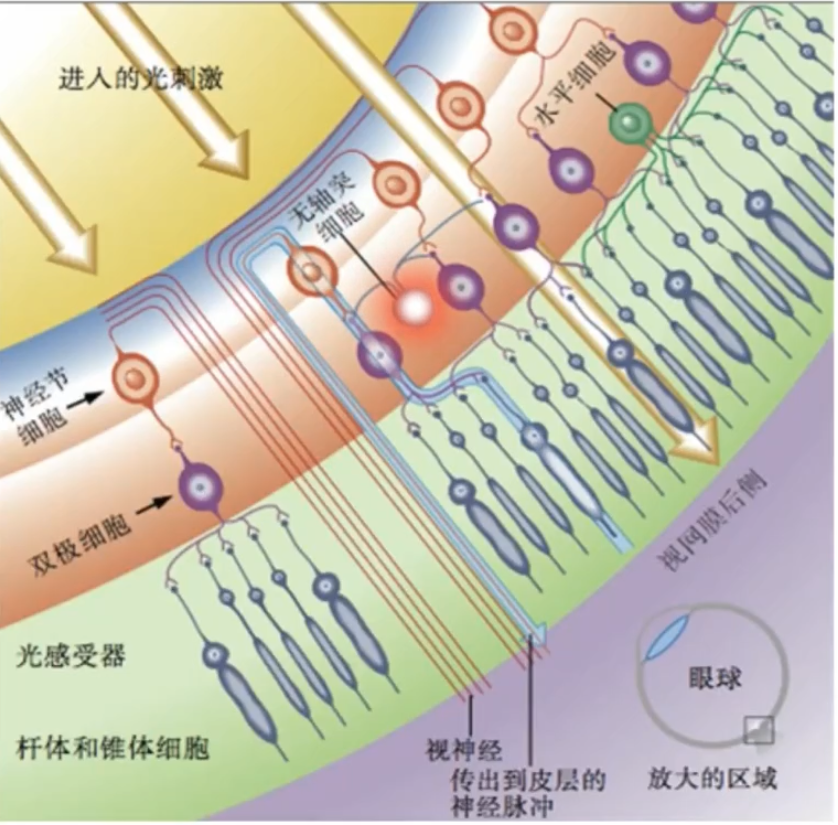 进入的光刺激
水平细胞
无轴突
细胞
神经节
细胞
双极细胞
视网膜后侧
光感受器
杆体和锥体细胞
眼球
视神经
传出到皮层的
神经脉冲
放大的区域